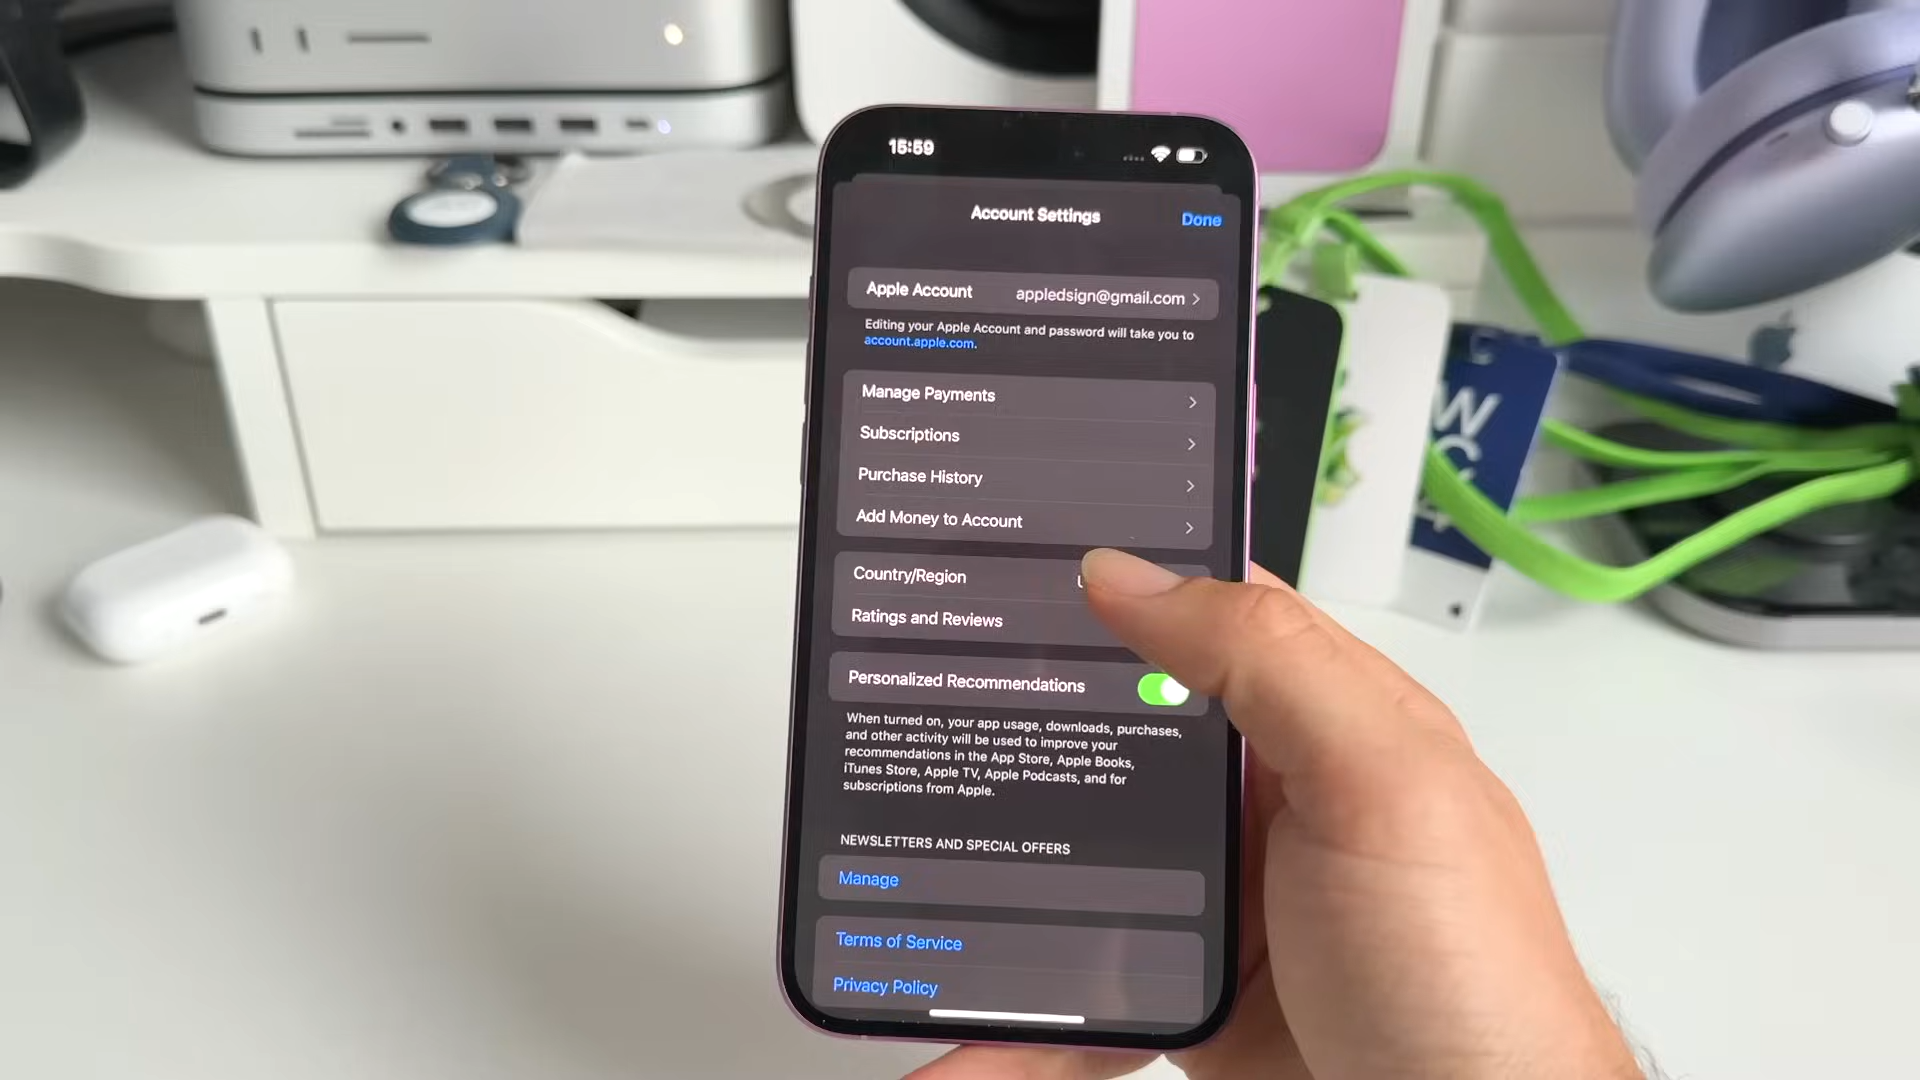 15:59
Account Settings
Done
Apple Account
appledsign@gmail.com
Editing your Apple Account and password will take you to
account.apple.com.
Manage Payments
Subscriptions
Purchase History
Add Money to Account
Country/Region
Ratings and Reviews
Personalized Recommendations
When turned on, your app usage, downloads, purchases,
and other activity will be used to improve your
recommendations in the App Store, Apple Books,
iTunes Store, Apple TV, Apple Podcasts, and for
subscriptions from Apple.
NEWSLETTERS AND SPECIAL OFFERS
Manage
Terms of Service
Privacy Policy
W